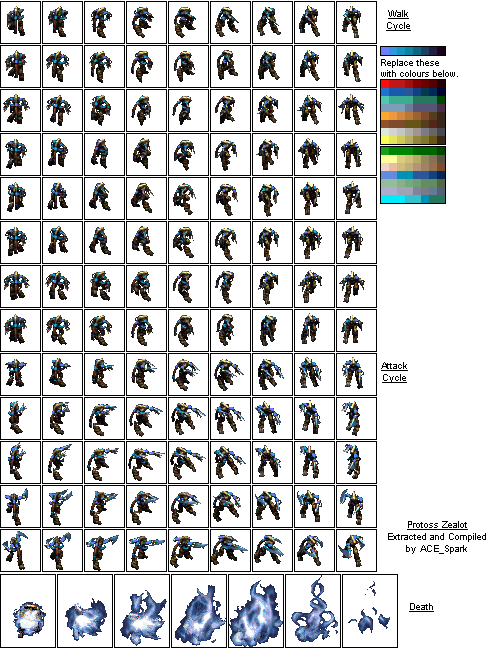 Walk
Cycle
Replace these
with colours below.
Attack
Cycle
Protoss Zealot
Extracted and Compiled
by ACE_Spark
Death